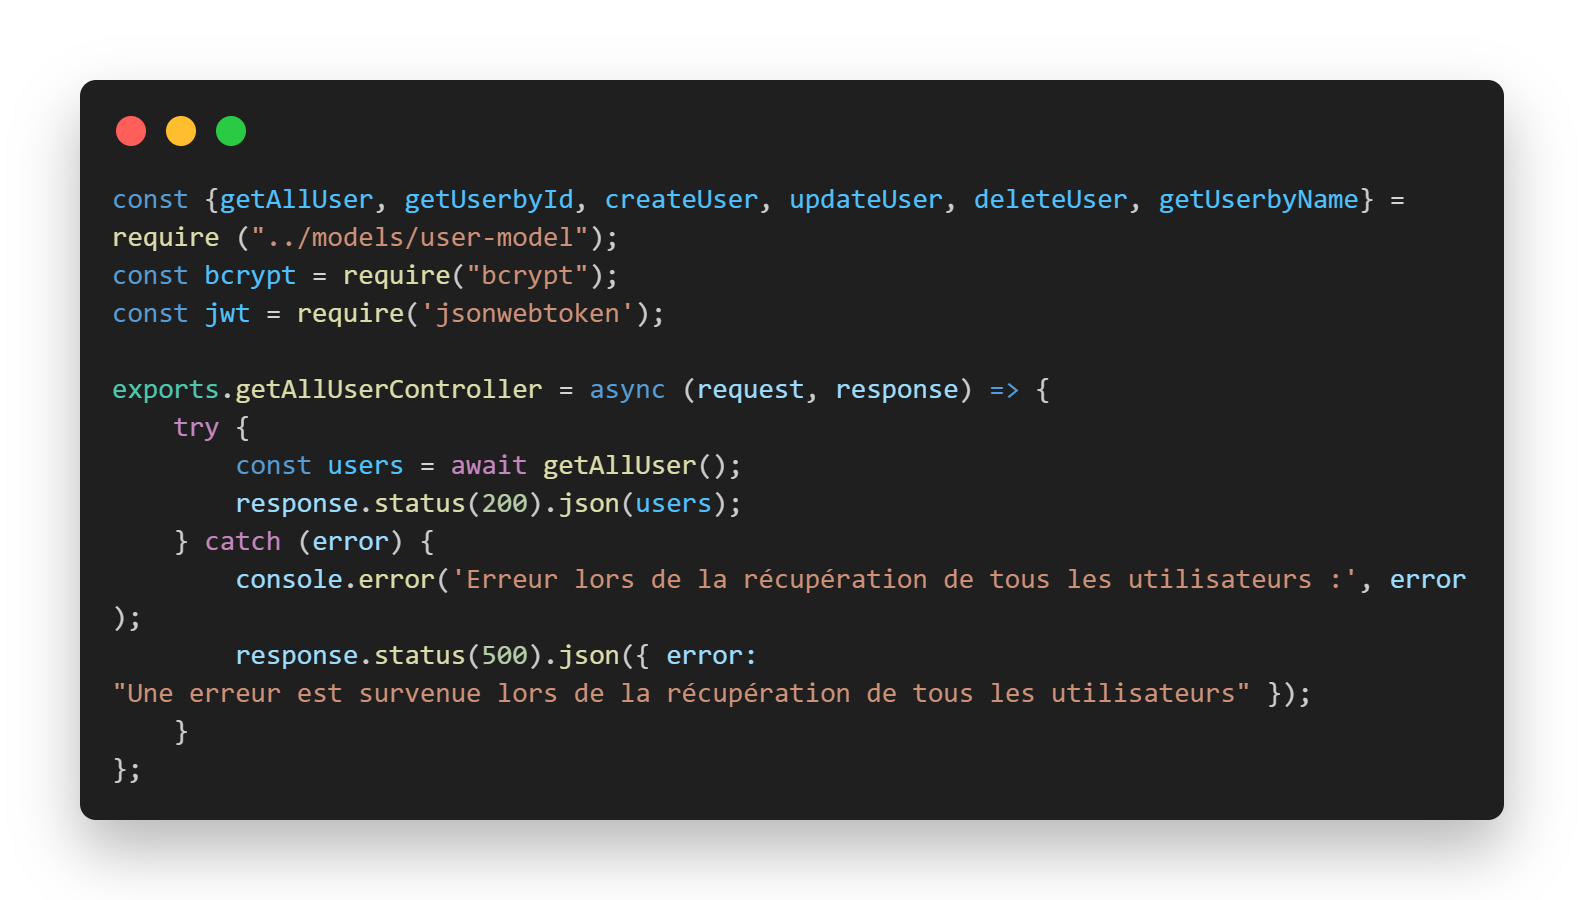 const {getAllUser, getUserbyId, createUser, updateUser, deleteUser, getUserbyName} =
require ("../models/user-model");
const bcrypt = require("bcrypt");
const jwt = require('jsonwebtoken');

exports.getAllUserController = async (request, response) => {
    try {
        const users = await getAllUser();
        response.status(200).json(users);
    } catch (error) {
        console.error('Erreur lors de la récupération de tous les utilisateurs :', error
);
        response.status(500).json({ error:
"Une erreur est survenue lors de la récupération de tous les utilisateurs" });
    }
};